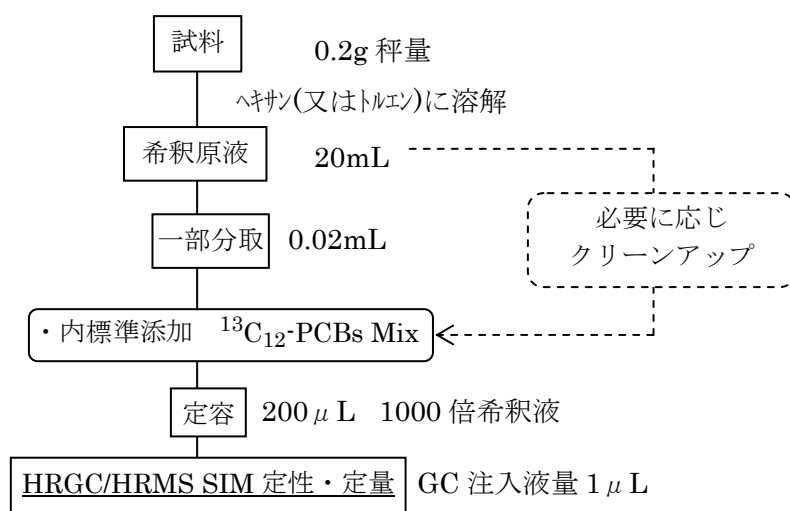 試料 0.2g 秤量
ﾍｷｻﾝ(又はﾄﾙｴﾝ)に溶解
希釈原液 20mL
必要に応じ
クリーンアップ
一部分取 0.02mL
・内標準添加 ¹³C₁₂-PCBs Mix
定容 200μL 1000 倍希釈液
HRGC/HRMS SIM 定性・定量 GC 注入液量 1μL